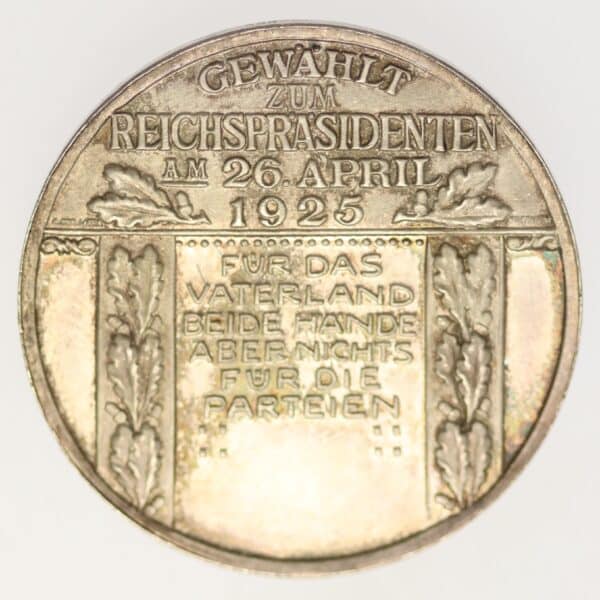 GEWÄHLT
ZUM
REICHSPRÄSIDENTEN
AM 26. APRIL
1925
FÜR DAS
VATERLAND
BEIDE HÄNDE
ABER NICHTS
FÜR DIE
PARTEIEN